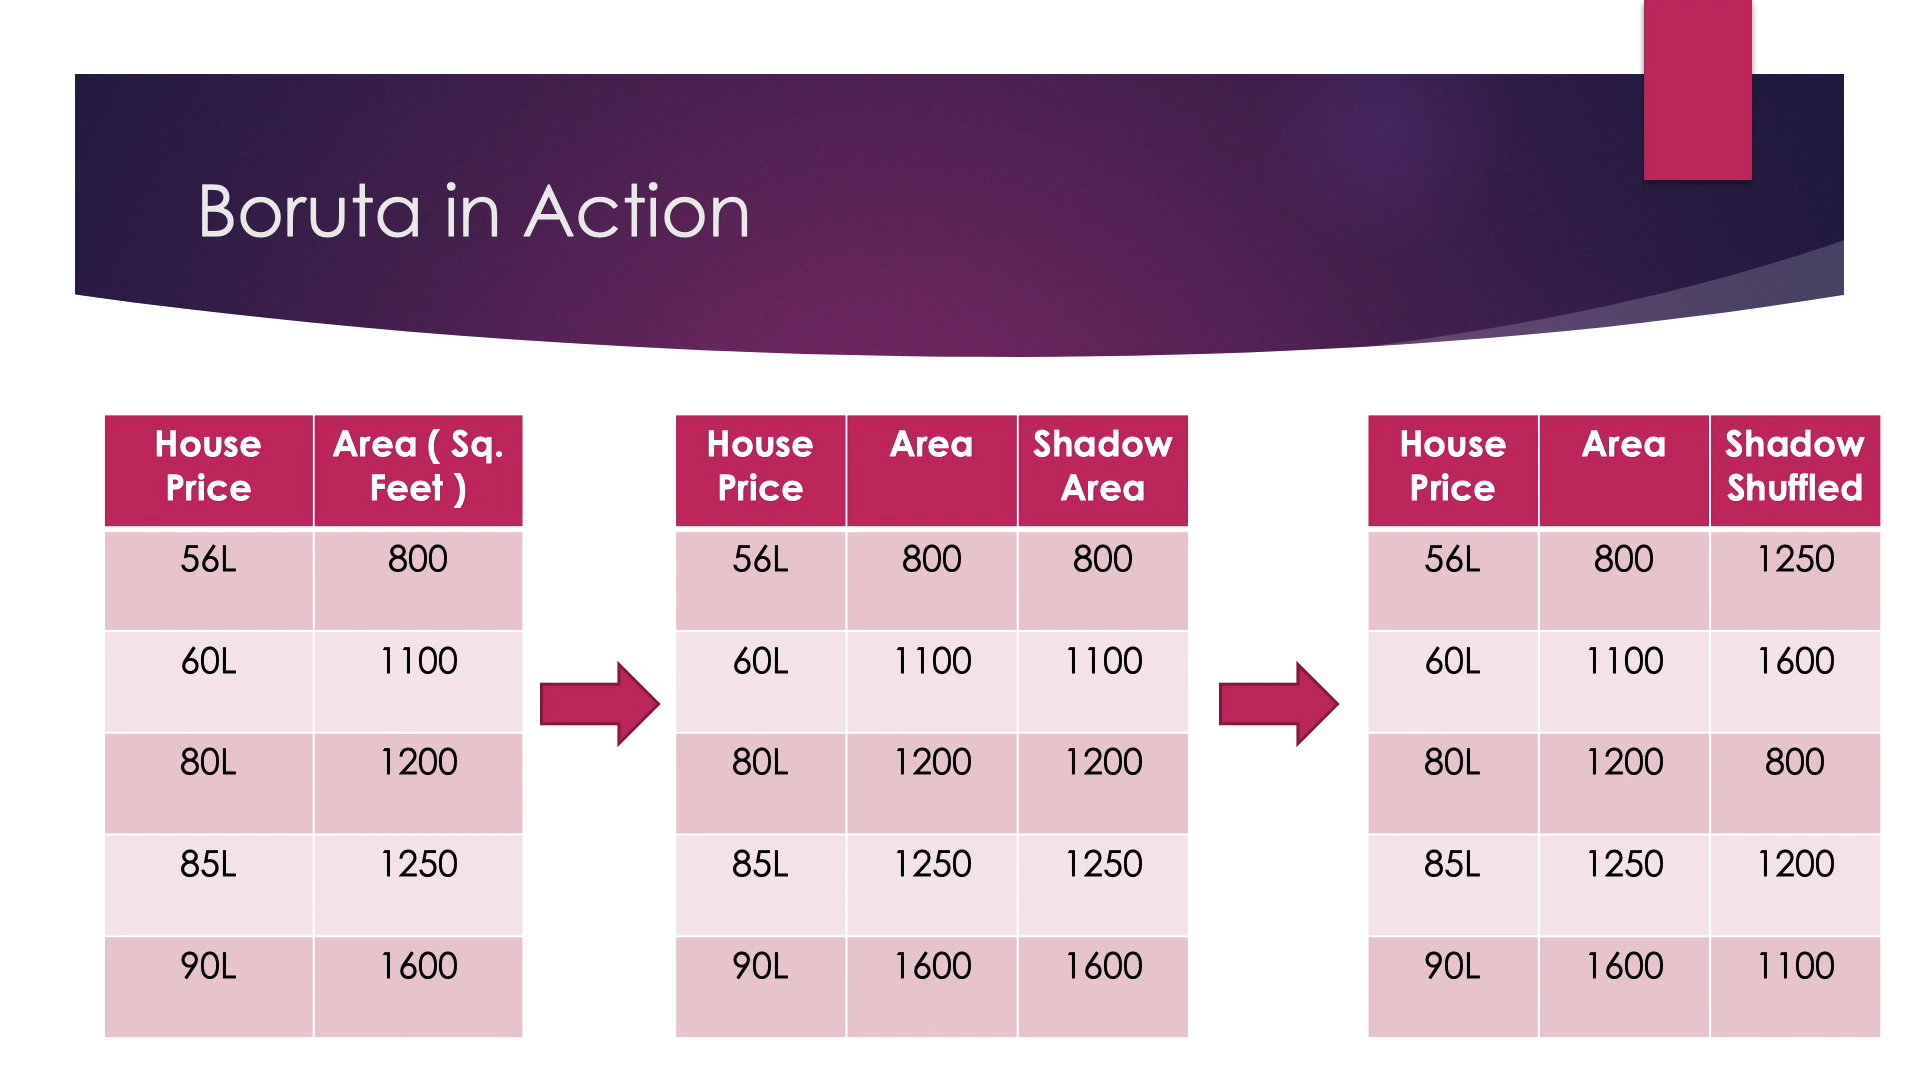 Boruta in Action
House Price | Area ( Sq. Feet )
56L | 800
60L | 1100
80L | 1200
85L | 1250
90L | 1600
House Price | Area | Shadow Area
56L | 800 | 800
60L | 1100 | 1100
80L | 1200 | 1200
85L | 1250 | 1250
90L | 1600 | 1600
House Price | Area | Shadow Shuffled
56L | 800 | 1250
60L | 1100 | 1600
80L | 1200 | 800
85L | 1250 | 1200
90L | 1600 | 1100